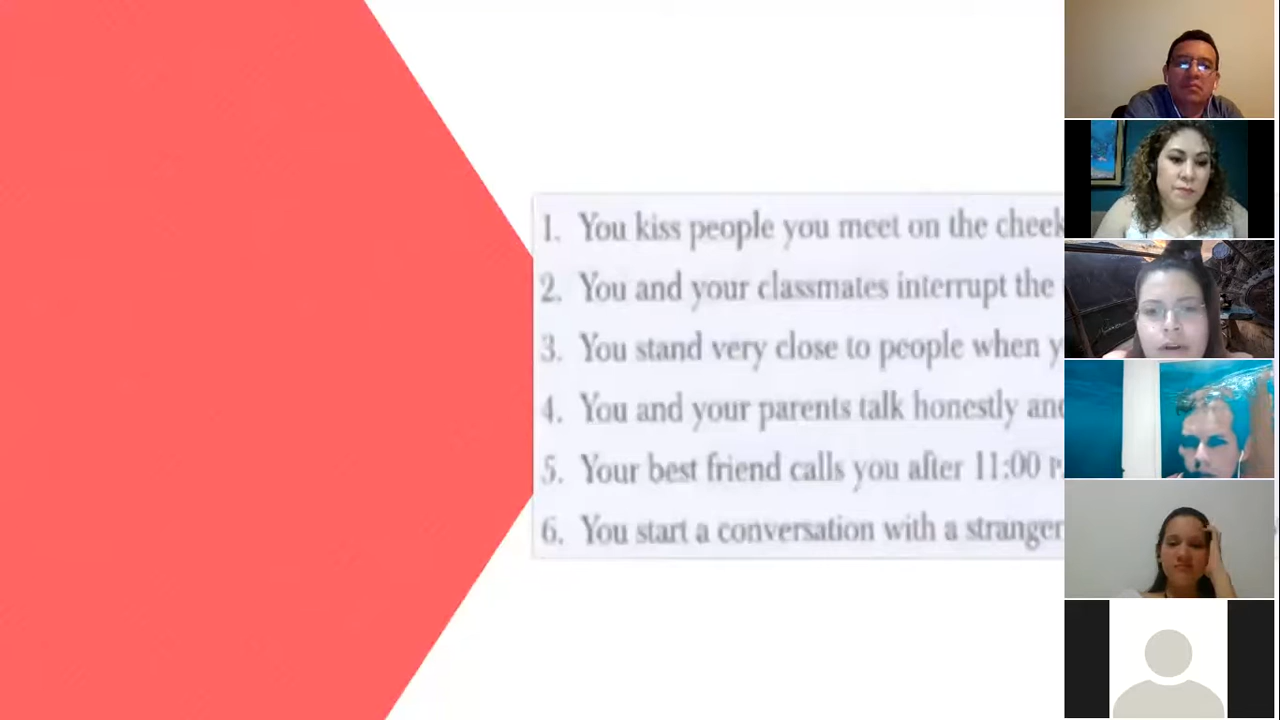 1. You kiss people you meet on the cheek
2. You and your classmates interrupt the
3. You stand very close to people when
4. You and your parents talk honestly and
5. Your best friend calls you after 11:00
6. You start a conversation with a stranger